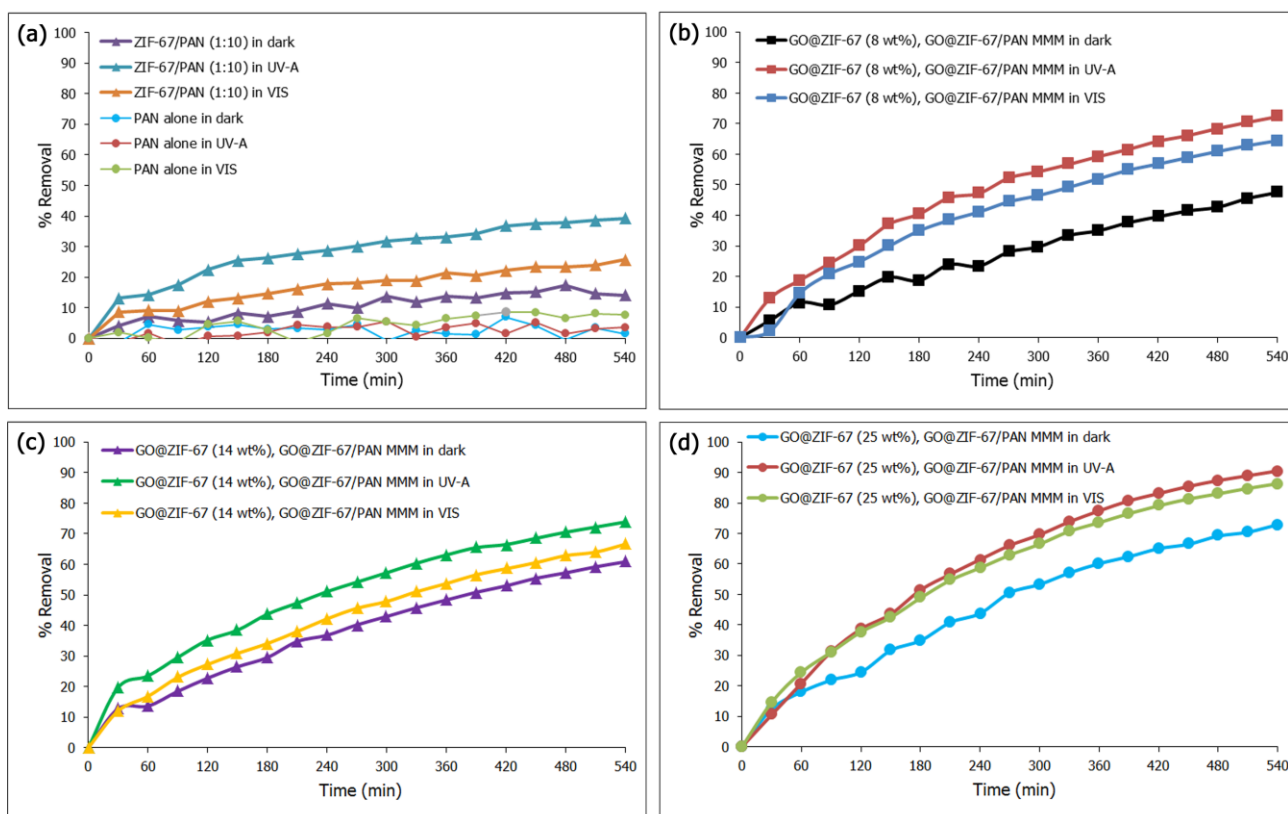 (a)
ZIF-67/PAN (1:10) in dark
ZIF-67/PAN (1:10) in UV-A
ZIF-67/PAN (1:10) in VIS
PAN alone in dark
PAN alone in UV-A
PAN alone in VIS
% Removal
100
90
80
70
60
50
40
30
20
10
0
0 60 120 180 240 300 360 420 480 540
Time (min)
(b)
GO@ZIF-67 (8 wt%), GO@ZIF-67/PAN MMM in dark
GO@ZIF-67 (8 wt%), GO@ZIF-67/PAN MMM in UV-A
GO@ZIF-67 (8 wt%), GO@ZIF-67/PAN MMM in VIS
% Removal
100
90
80
70
60
50
40
30
20
10
0
0 60 120 180 240 300 360 420 480 540
Time (min)
(c)
GO@ZIF-67 (14 wt%), GO@ZIF-67/PAN MMM in dark
GO@ZIF-67 (14 wt%), GO@ZIF-67/PAN MMM in UV-A
GO@ZIF-67 (14 wt%), GO@ZIF-67/PAN MMM in VIS
% Removal
100
90
80
70
60
50
40
30
20
10
0
0 60 120 180 240 300 360 420 480 540
Time (min)
(d)
GO@ZIF-67 (25 wt%), GO@ZIF-67/PAN MMM in dark
GO@ZIF-67 (25 wt%), GO@ZIF-67/PAN MMM in UV-A
GO@ZIF-67 (25 wt%), GO@ZIF-67/PAN MMM in VIS
% Removal
100
90
80
70
60
50
40
30
20
10
0
0 60 120 180 240 300 360 420 480 540
Time (min)